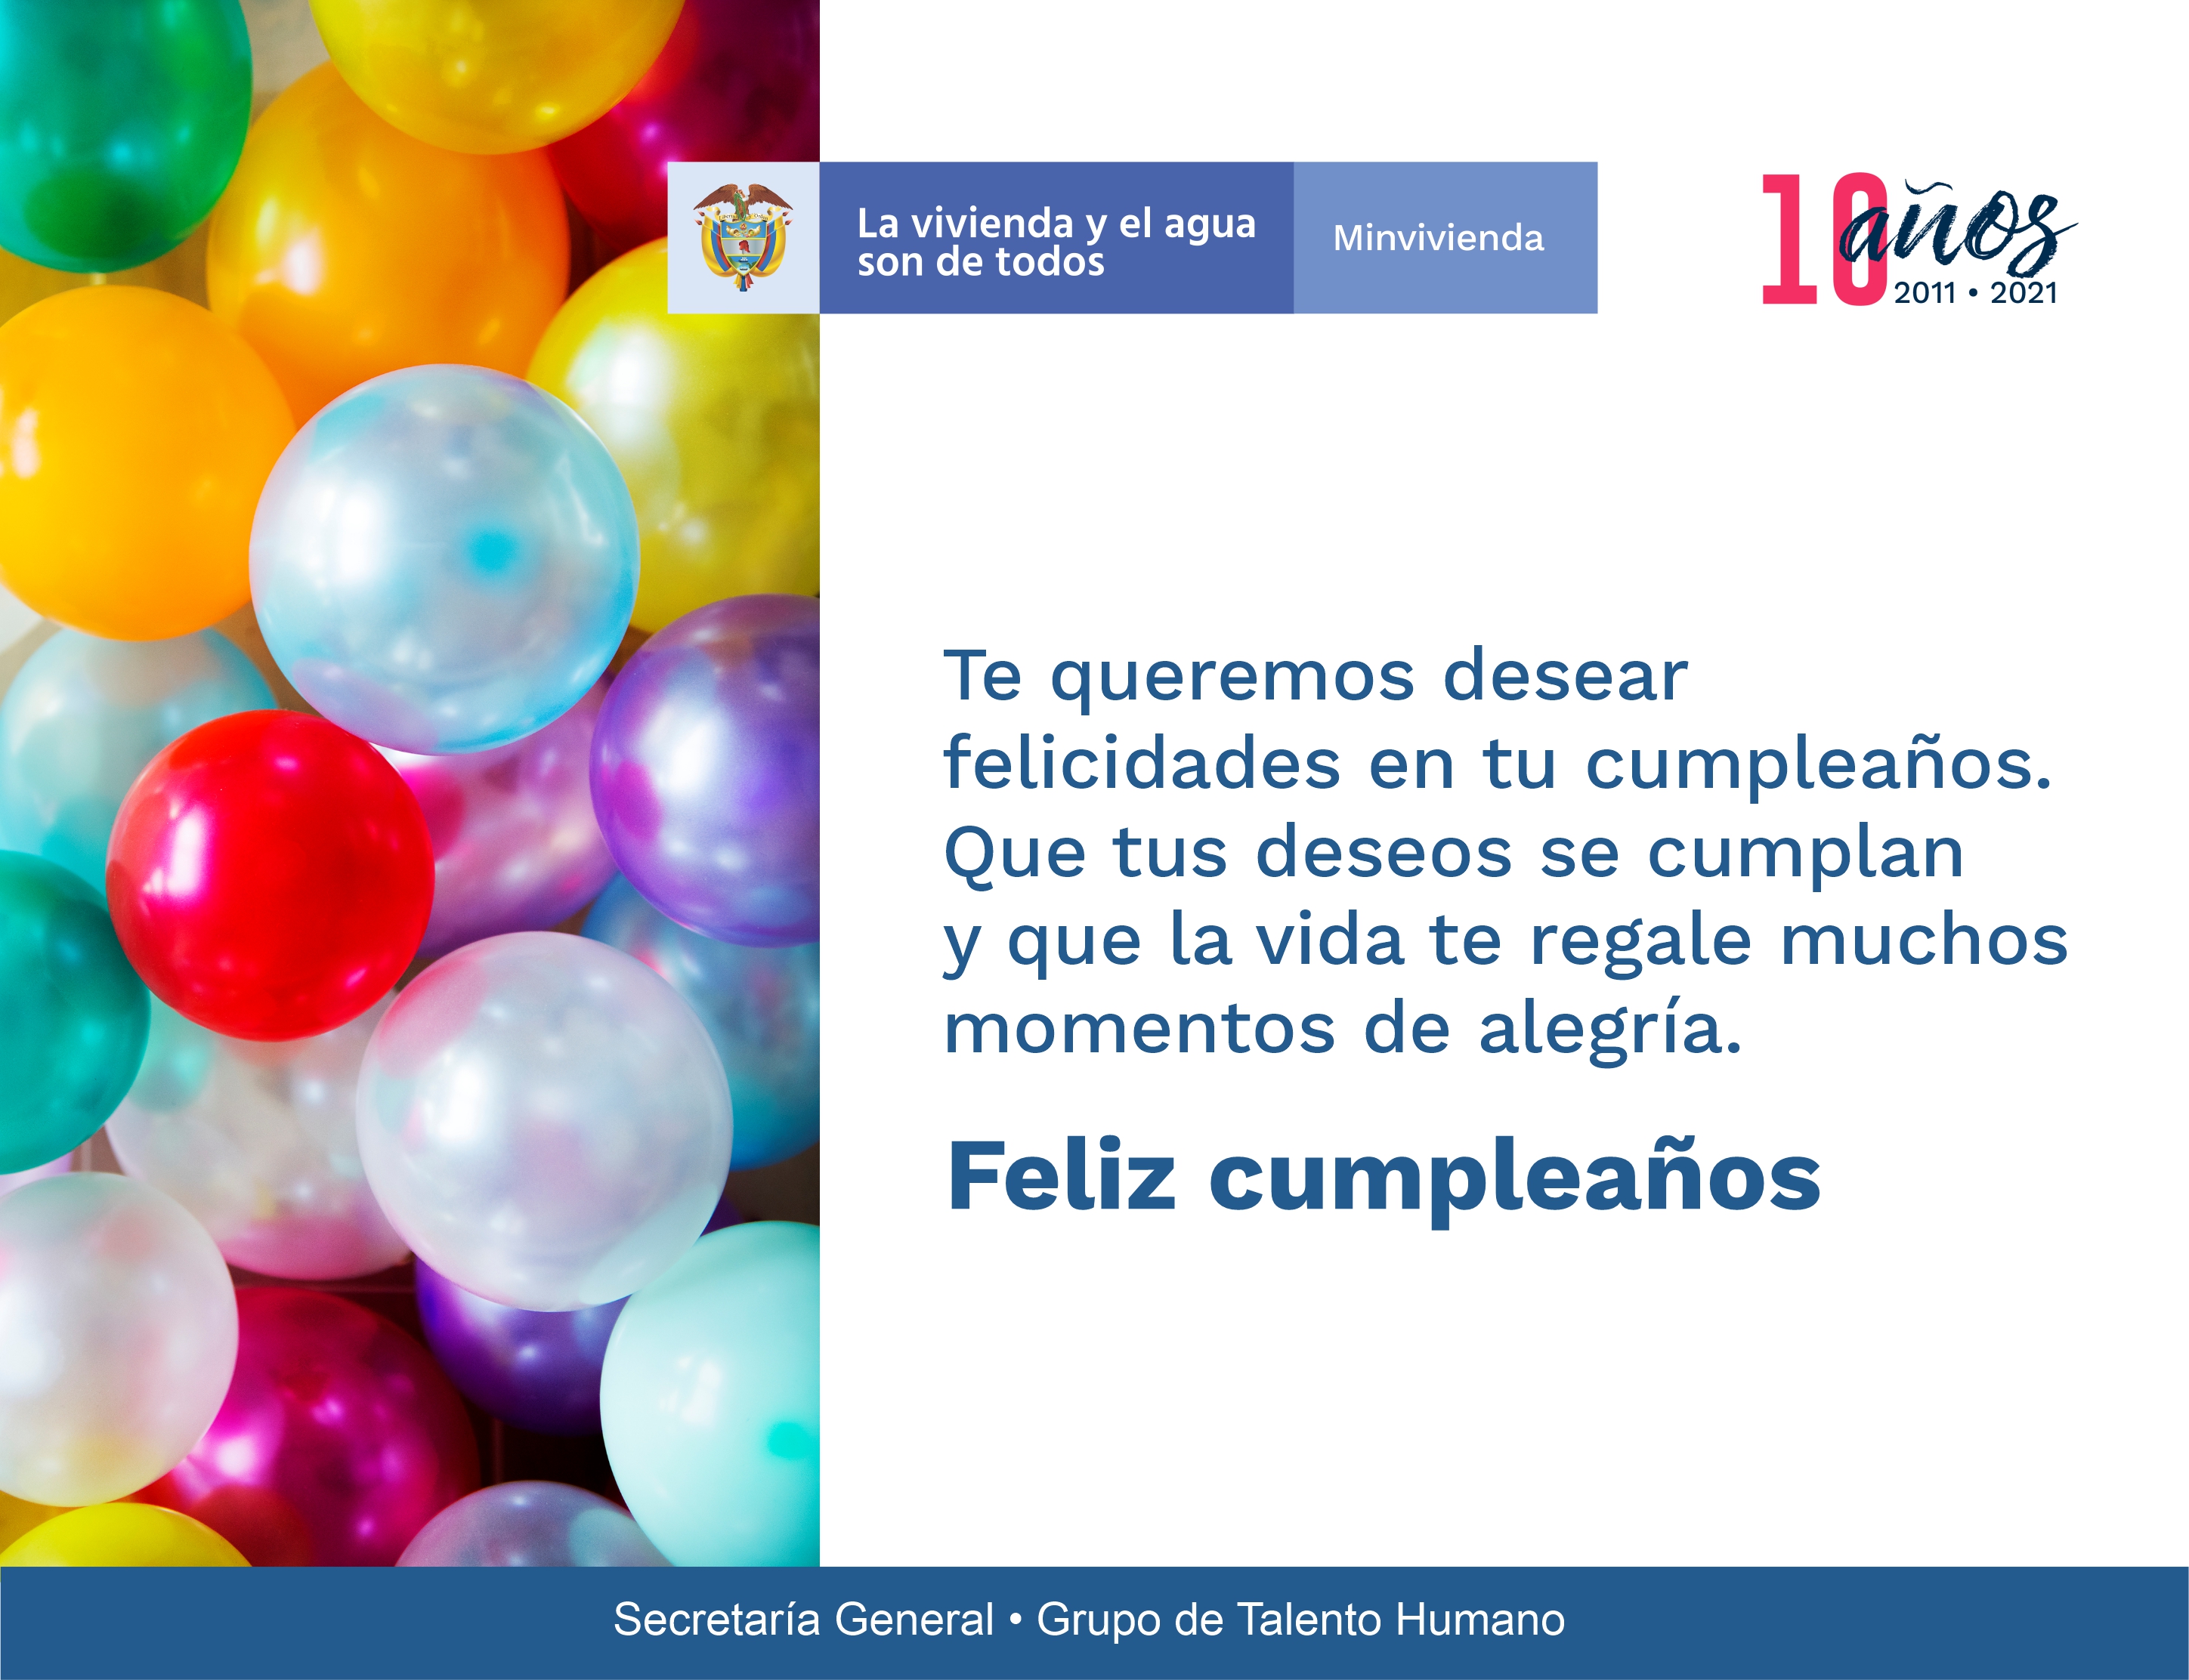 La vivienda y el agua
son de todos
Minvivienda
10 años
2011 • 2021
Te queremos desear
felicidades en tu cumpleaños.
Que tus deseos se cumplan
y que la vida te regale muchos
momentos de alegría.
Feliz cumpleaños
Secretaría General • Grupo de Talento Humano